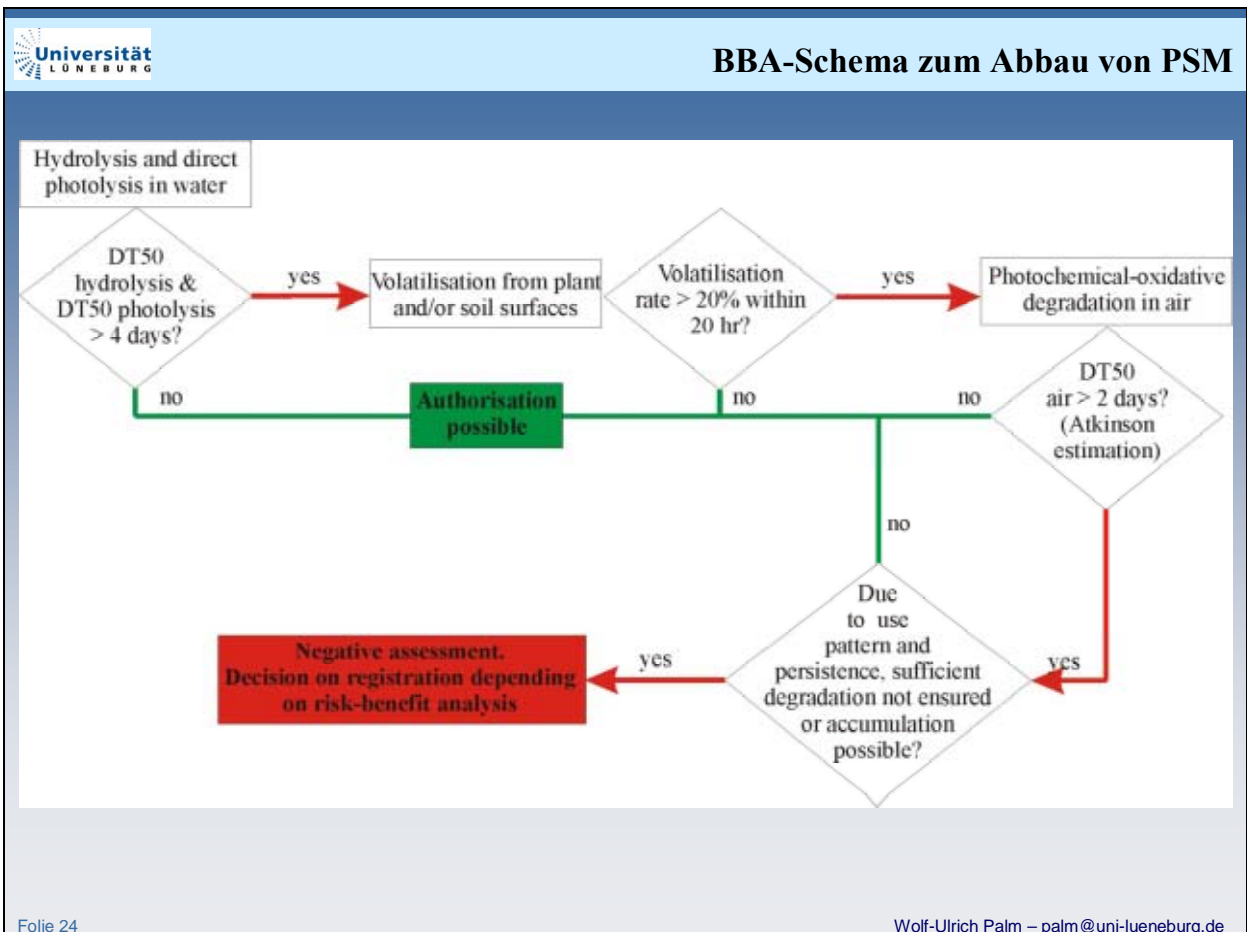 Universität
LÜNEBURG
BBA-Schema zum Abbau von PSM
Hydrolysis and direct
photolysis in water
DT50
hydrolysis &
DT50 photolysis
> 4 days?
yes
Volatilisation from plant
and/or soil surfaces
Volatilisation
rate > 20% within
20 hr?
yes
Photochemical-oxidative
degradation in air
DT50
air > 2 days?
(Atkinson
estimation)
no
Authorisation
possible
no
no
no
yes
Due
to use
pattern and
persistence, sufficient
degradation not ensured
or accumulation
possible?
yes
Negative assessment.
Decision on registration depending
on risk-benefit analysis
Folie 24
Wolf-Ulrich Palm – palm@uni-lueneburg.de